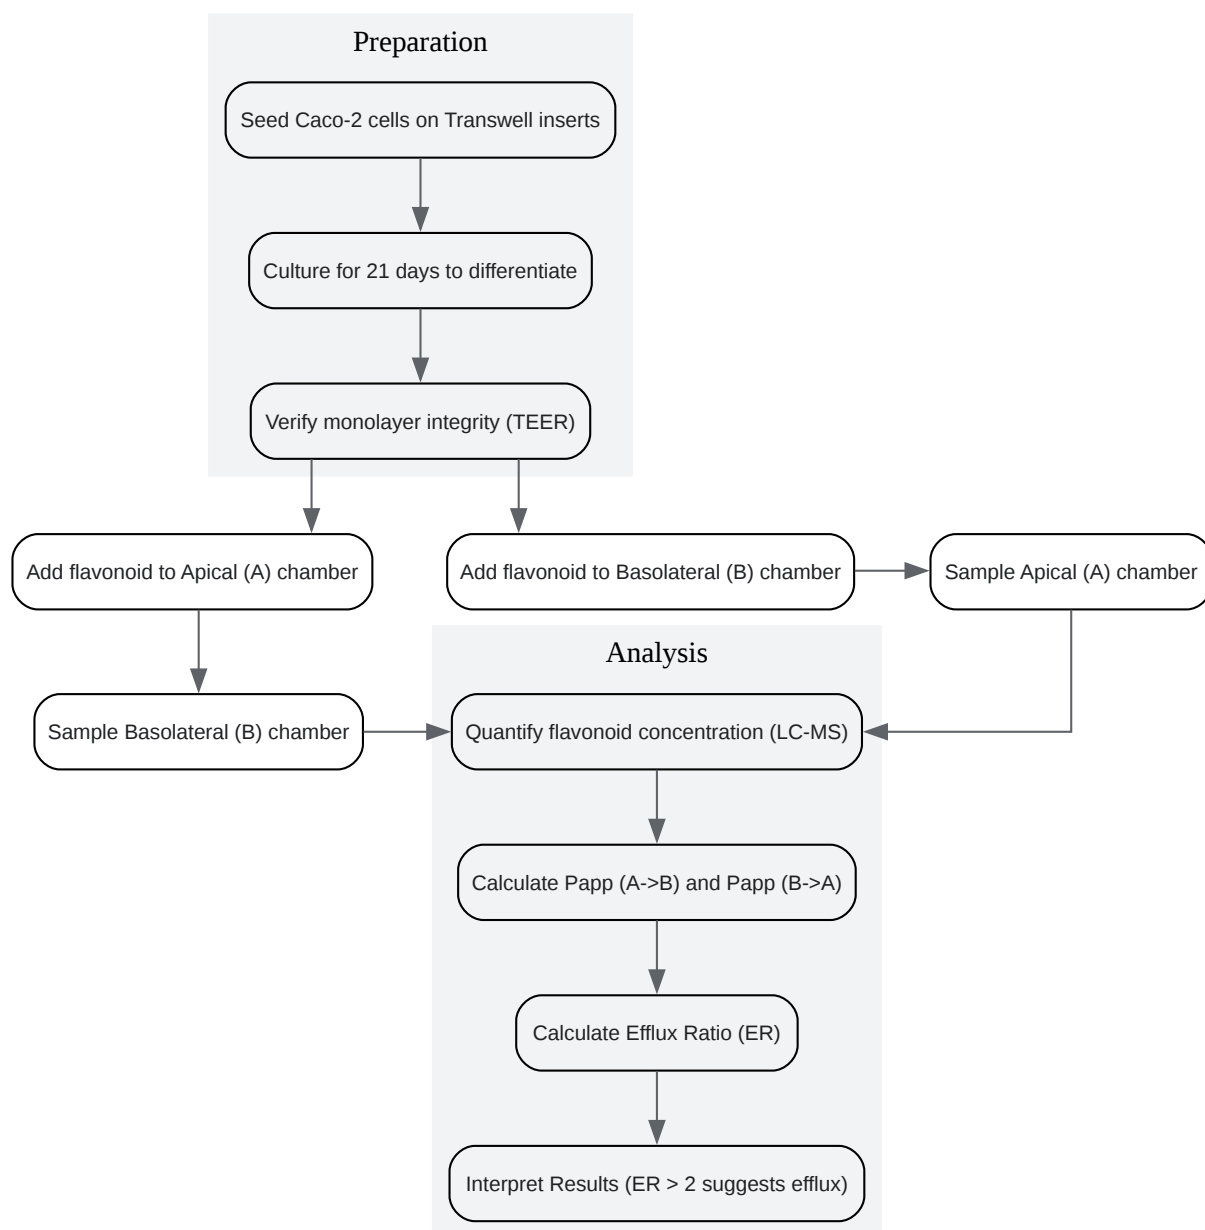 Preparation
Seed Caco-2 cells on Transwell inserts
Culture for 21 days to differentiate
Verify monolayer integrity (TEER)
Add flavonoid to Apical (A) chamber
Add flavonoid to Basolateral (B) chamber
Sample Apical (A) chamber
Analysis
Sample Basolateral (B) chamber
Quantify flavonoid concentration (LC-MS)
Calculate Papp (A->B) and Papp (B->A)
Calculate Efflux Ratio (ER)
Interpret Results (ER > 2 suggests efflux)